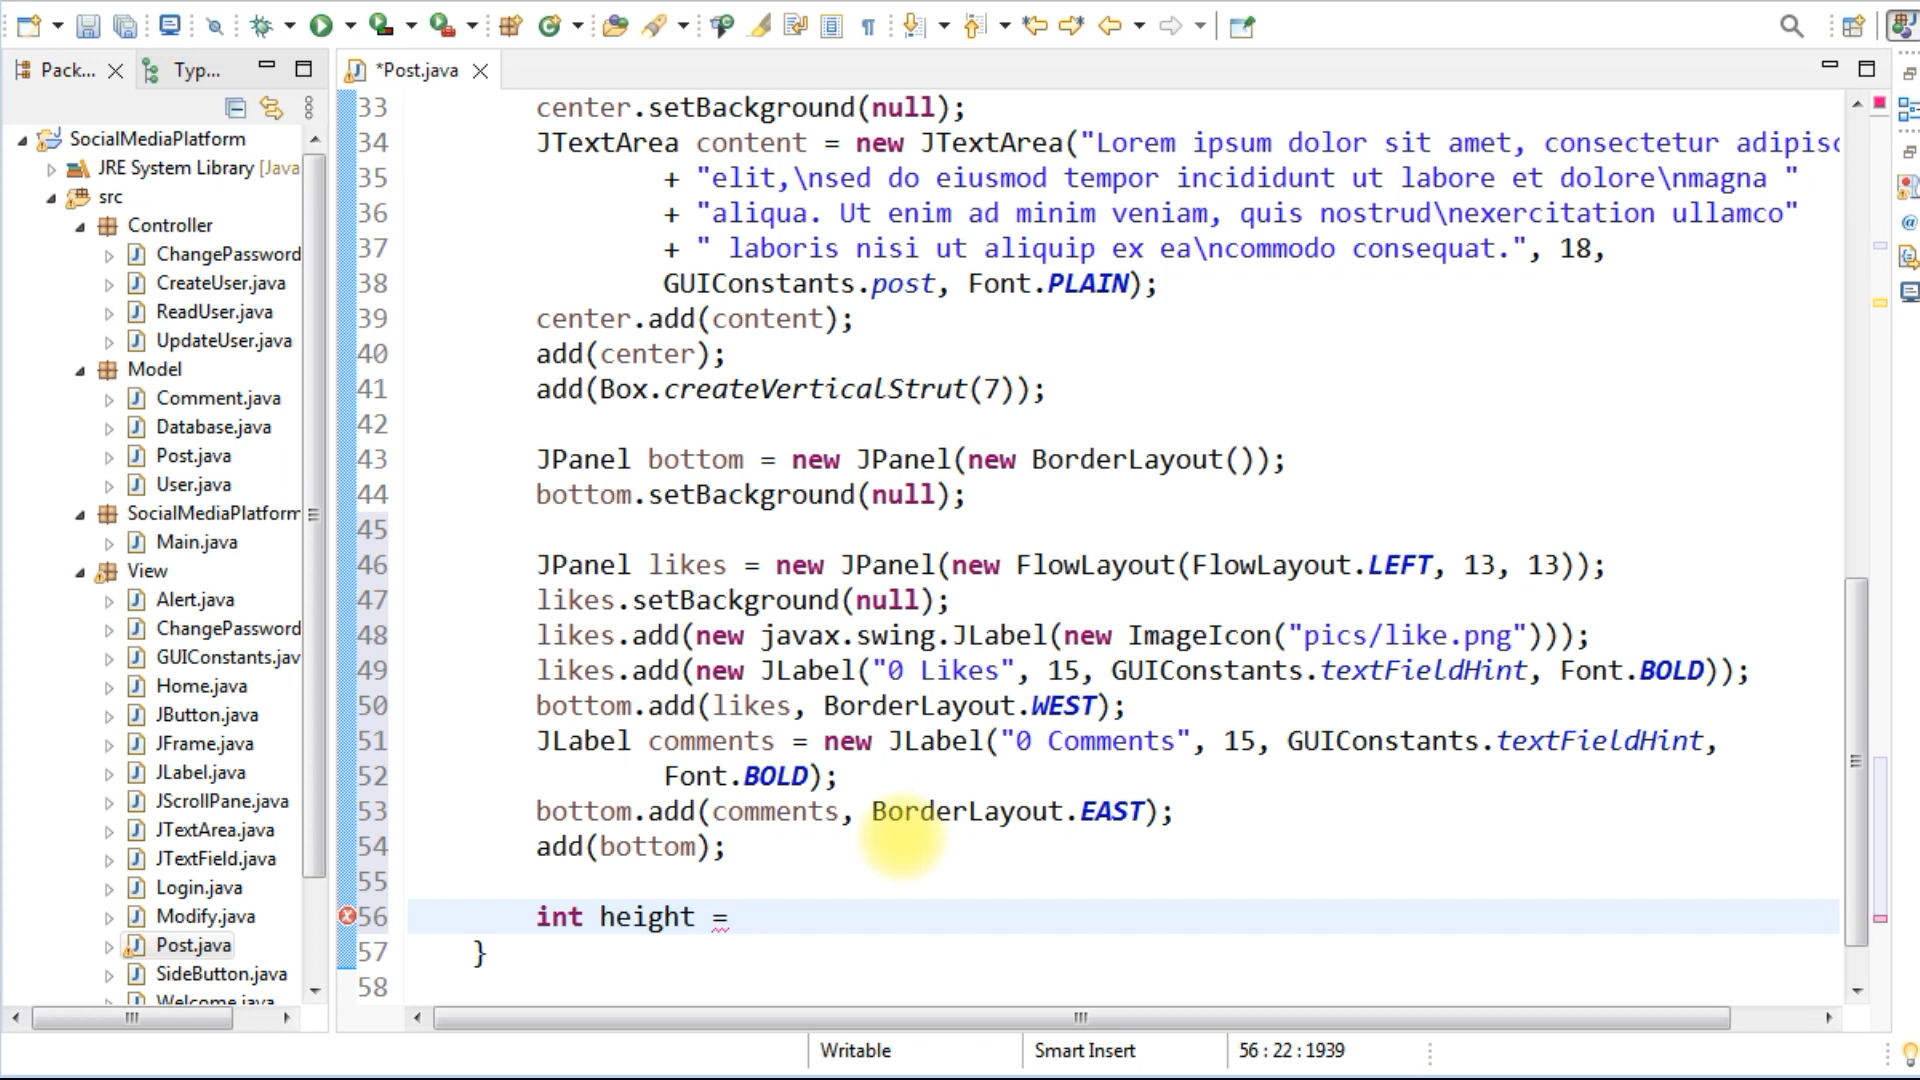 Pack...
Typ...
*Post.java
SocialMediaPlatform
JRE System Library [Java
src
Controller
ChangePassword
CreateUser.java
ReadUser.java
UpdateUser.java
Model
Comment.java
Database.java
Post.java
User.java
SocialMediaPlatform
Main.java
View
Alert.java
ChangePassword
GUIConstants.jav
Home.java
JButton.java
JFrame.java
JLabel.java
JScrollPane.java
JTextArea.java
JTextField.java
Login.java
Modify.java
Post.java
SideButton.java
Welcome.java
33 center.setBackground(null);
34 JTextArea content = new JTextArea("Lorem ipsum dolor sit amet, consectetur adipisc
35 + "elit,\nsed do eiusmod tempor incididunt ut labore et dolore\nmagna "
36 + "aliqua. Ut enim ad minim veniam, quis nostrud\nexercitation ullamco"
37 + " laboris nisi ut aliquip ex ea\ncommodo consequat.", 18,
38 GUIConstants.post, Font.PLAIN);
39 center.add(content);
40 add(center);
41 add(Box.createVerticalStrut(7));
42
43 JPanel bottom = new JPanel(new BorderLayout());
44 bottom.setBackground(null);
45
46 JPanel likes = new JPanel(new FlowLayout(FlowLayout.LEFT, 13, 13));
47 likes.setBackground(null);
48 likes.add(new javax.swing.JLabel(new ImageIcon("pics/like.png")));
49 likes.add(new JLabel("0 Likes", 15, GUIConstants.textFieldHint, Font.BOLD));
50 bottom.add(likes, BorderLayout.WEST);
51 JLabel comments = new JLabel("0 Comments", 15, GUIConstants.textFieldHint,
52 Font.BOLD);
53 bottom.add(comments, BorderLayout.EAST);
54 add(bottom);
55
56 int height =
57 }
58
Writable
Smart Insert
56 : 22 : 1939